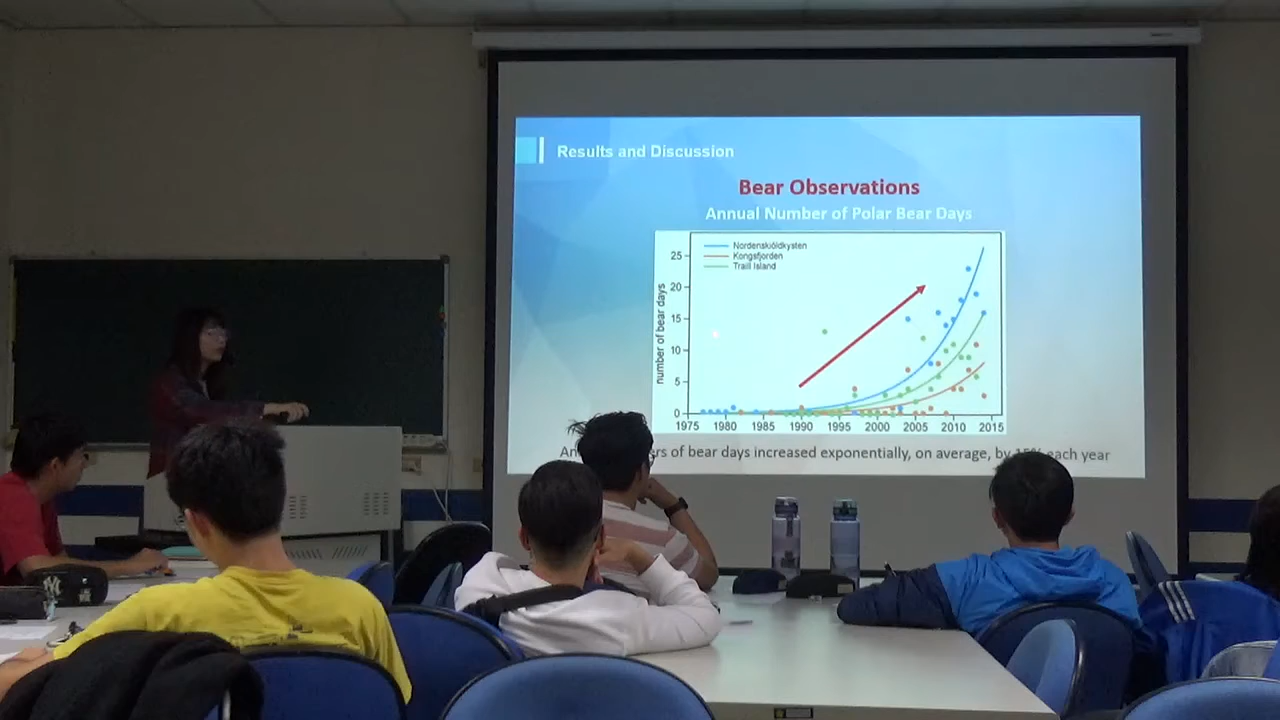 Results and Discussion
Bear Observations
Annual Number of Polar Bear Days
Nordenskiöldkysten
Kongsfjorden
Traill Island
number of bear days
25
20
15
10
5
0
1975 1980 1985 1990 1995 2000 2005 2010 2015
of bear days increased exponentially, on average, by 15% each year